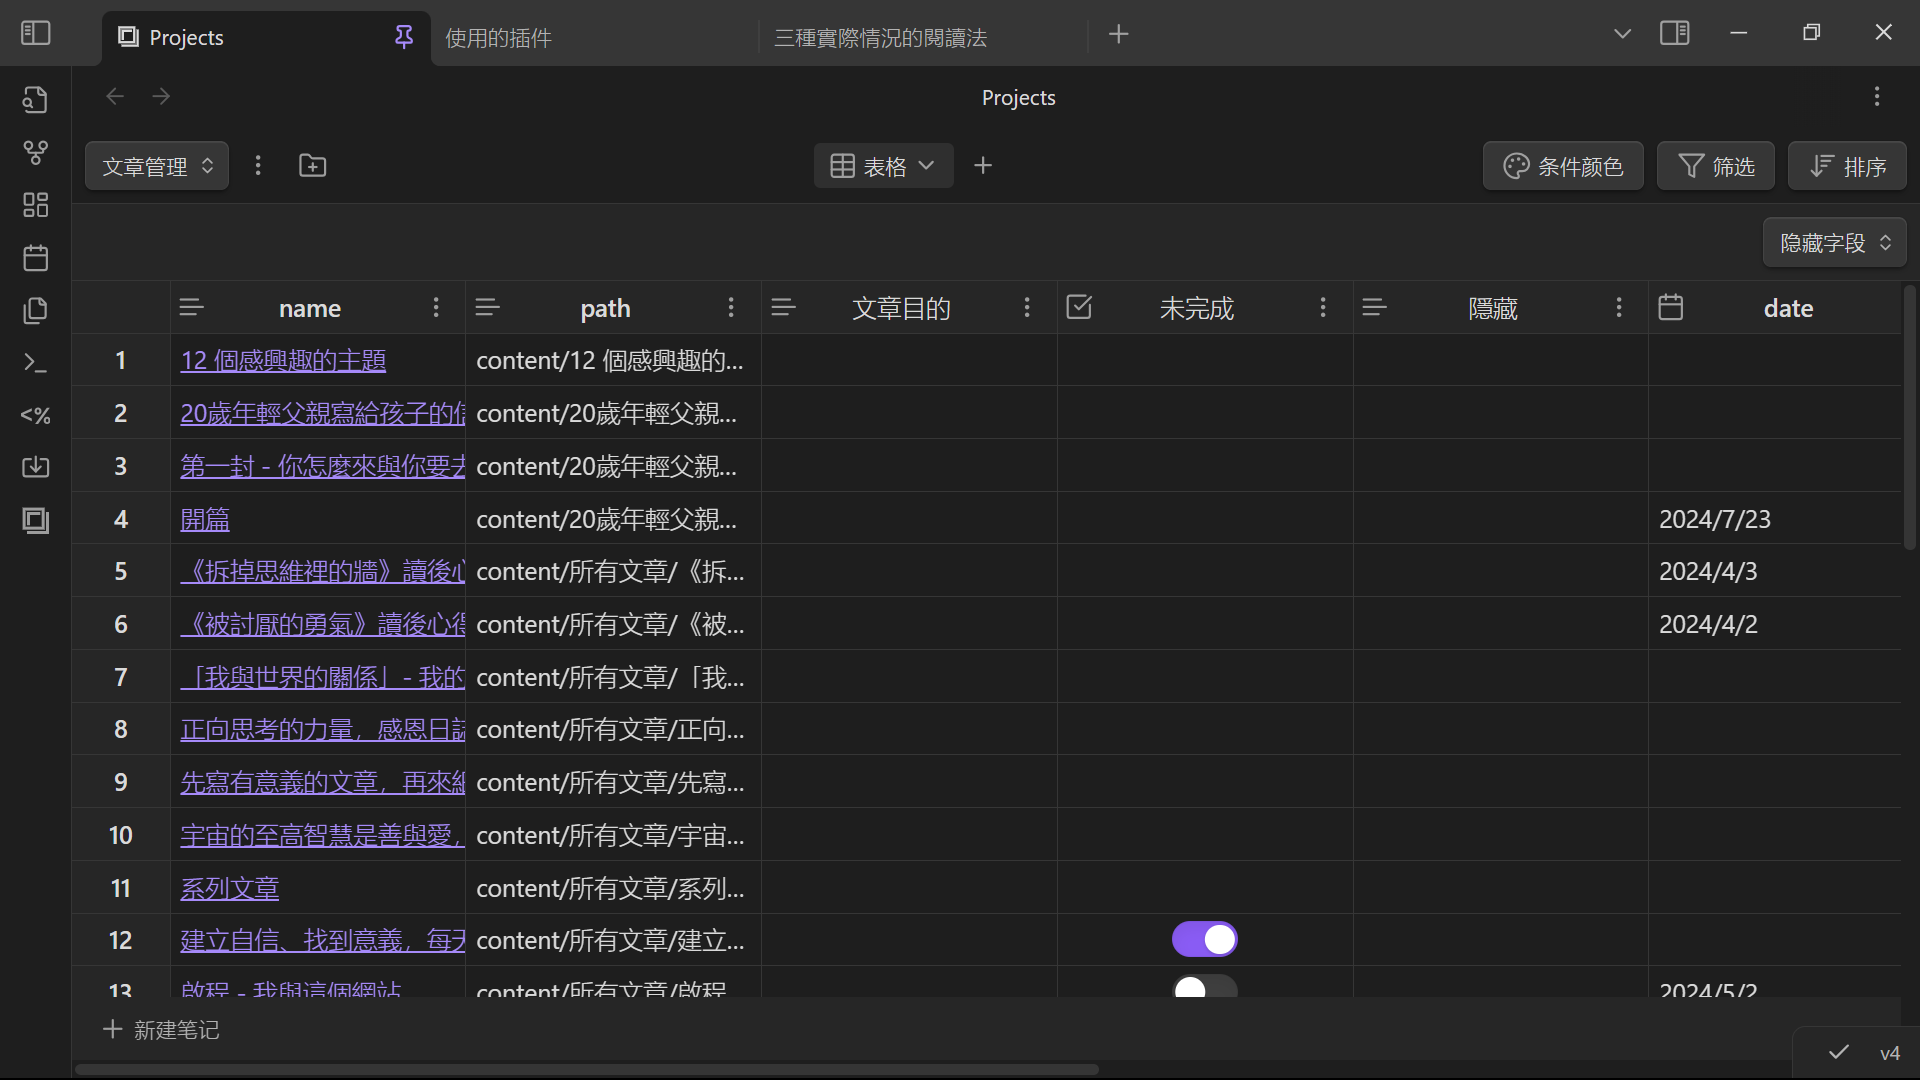 Projects
使用的插件
三種實際情況的閱讀法
Projects
文章管理
表格
条件颜色
筛选
排序
隐藏字段
name path 文章目的 未完成 隱藏 date
1 12 個感興趣的主題 content/12 個感興趣的...
2 20歲年輕父親寫給孩子的信 content/20歲年輕父親...
3 第一封 - 你怎麼來與你要去 content/20歲年輕父親...
4 開篇 content/20歲年輕父親... 2024/7/23
5 《拆掉思維裡的牆》讀後心 content/所有文章/《拆... 2024/4/3
6 《被討厭的勇氣》讀後心得 content/所有文章/《被... 2024/4/2
7 「我與世界的關係」- 我的 content/所有文章/「我...
8 正向思考的力量，感恩日誌 content/所有文章/正向...
9 先寫有意義的文章，再來 content/所有文章/先寫...
10 宇宙的至高智慧是善與愛， content/所有文章/宇宙...
11 系列文章 content/所有文章/系列...
12 建立自信、找到意義，每天 content/所有文章/建立...
13 啟程 - 我與這個網站 content/所有文章/啟程 2024/5/2
新建笔记
v4